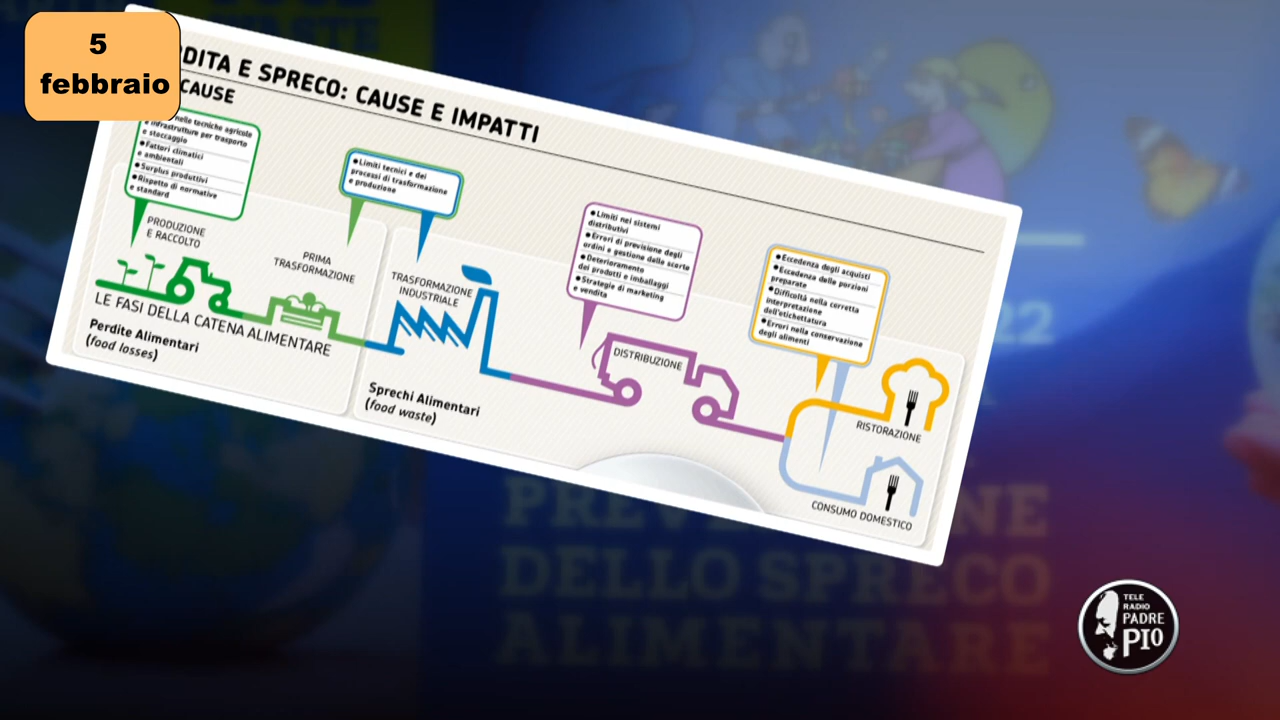 5
febbraio
DITA E SPRECO: CAUSE E IMPATTI
CAUSE
nelle tecniche agricole
e infrastrutture per trasporto
e stoccaggio
●Fattori climatici
e ambientali
●Surplus produttivi
●Rispetto di normative
e standard
●Limiti tecnici e dei
processi di trasformazione
e produzione
●Limiti nei sistemi
distributivi
●Errori di previsione degli
ordini e gestione delle scorte
●Deterioramento
dei prodotti e imballaggi
●Strategie di marketing
e vendita
●Eccedenza degli acquisti
●Eccedenza delle porzioni
preparate
●Difficoltà nella corretta
interpretazione
dell'etichettatura
●Errori nella conservazione
degli alimenti
PRODUZIONE
E RACCOLTO
PRIMA
TRASFORMAZIONE
TRASFORMAZIONE
INDUSTRIALE
DISTRIBUZIONE
RISTORAZIONE
CONSUMO DOMESTICO
LE FASI DELLA CATENA ALIMENTARE
Perdite Alimentari
(food losses)
Sprechi Alimentari
(food waste)
22
PREV NE
DELLO SPRECO
ALIMENTARE
TELE
RADIO
PADRE
PIO